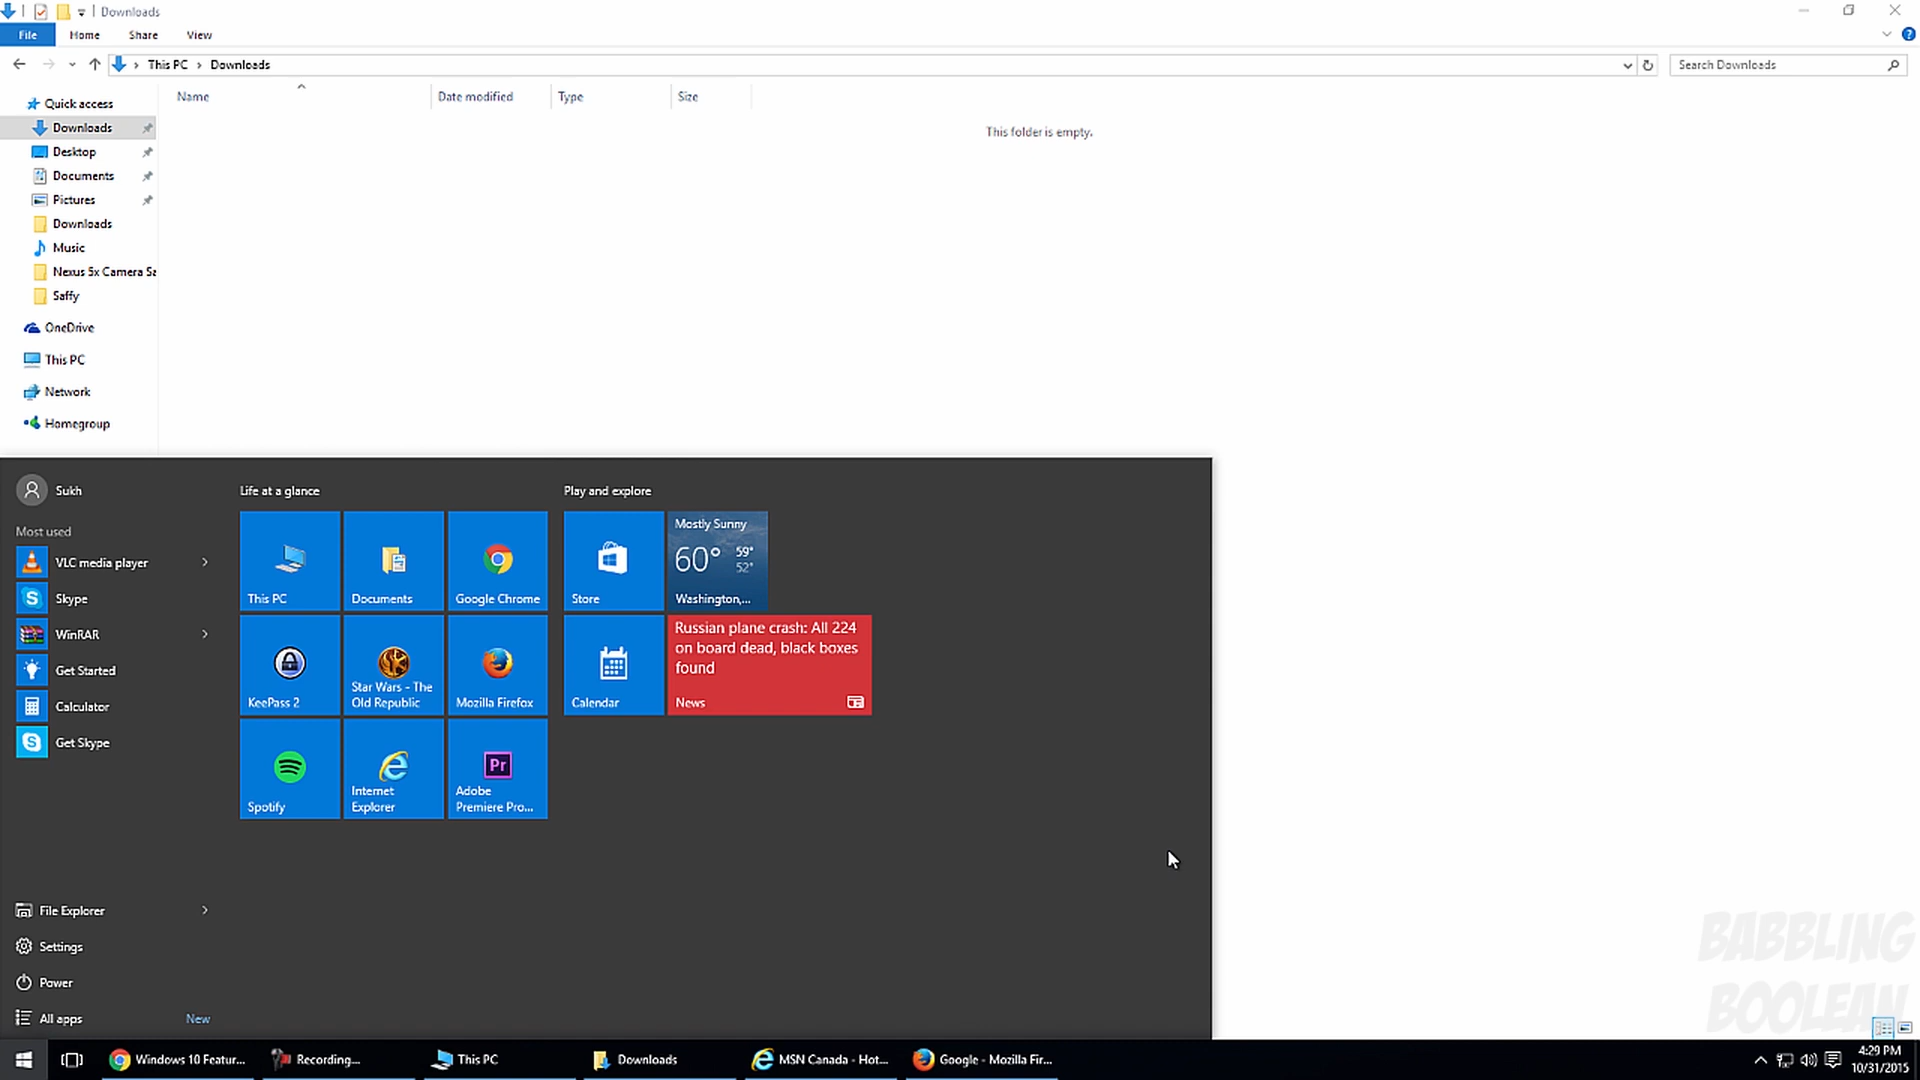 Downloads
File Home Share View
This PC Downloads
Search Downloads
Name Date modified Type Size
This folder is empty.
Quick access
Downloads
Desktop
Documents
Pictures
Downloads
Music
Nexus 5x Camera Sa
Saffy
OneDrive
This PC
Network
Homegroup
Sukh
Most used
VLC media player
Skype
WinRAR
Get Started
Calculator
Get Skype
File Explorer
Settings
Power
All apps New
Life at a glance
This PC
Documents
Google Chrome
KeePass 2
Star Wars - The
Old Republic
Mozilla Firefox
Spotify
Internet
Explorer
Pr
Adobe
Premiere Pro...
Play and explore
Store
Mostly Sunny
60° 59°
52°
Washington,...
Calendar
Russian plane crash: All 224
on board dead, black boxes
found
News
BABBLING
BOOLEAN
Windows 10 Featur...
Recording...
This PC
Downloads
MSN Canada - Hot...
Google - Mozilla Fir...
4:29 PM
10/31/2015